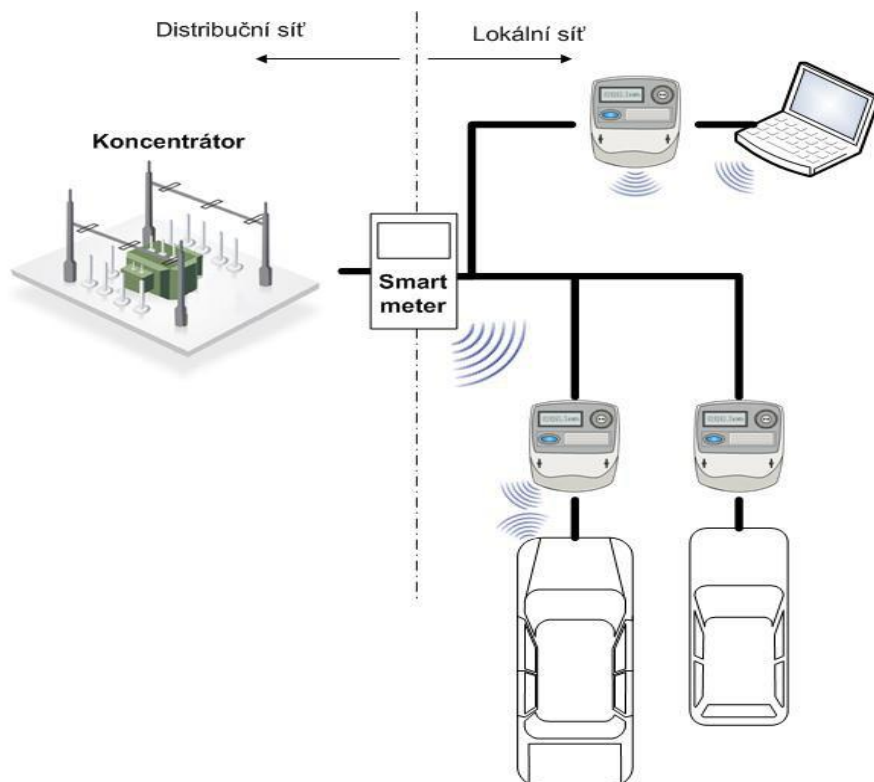 Distribuční síť
Lokální síť
Koncentrátor
Smart
meter